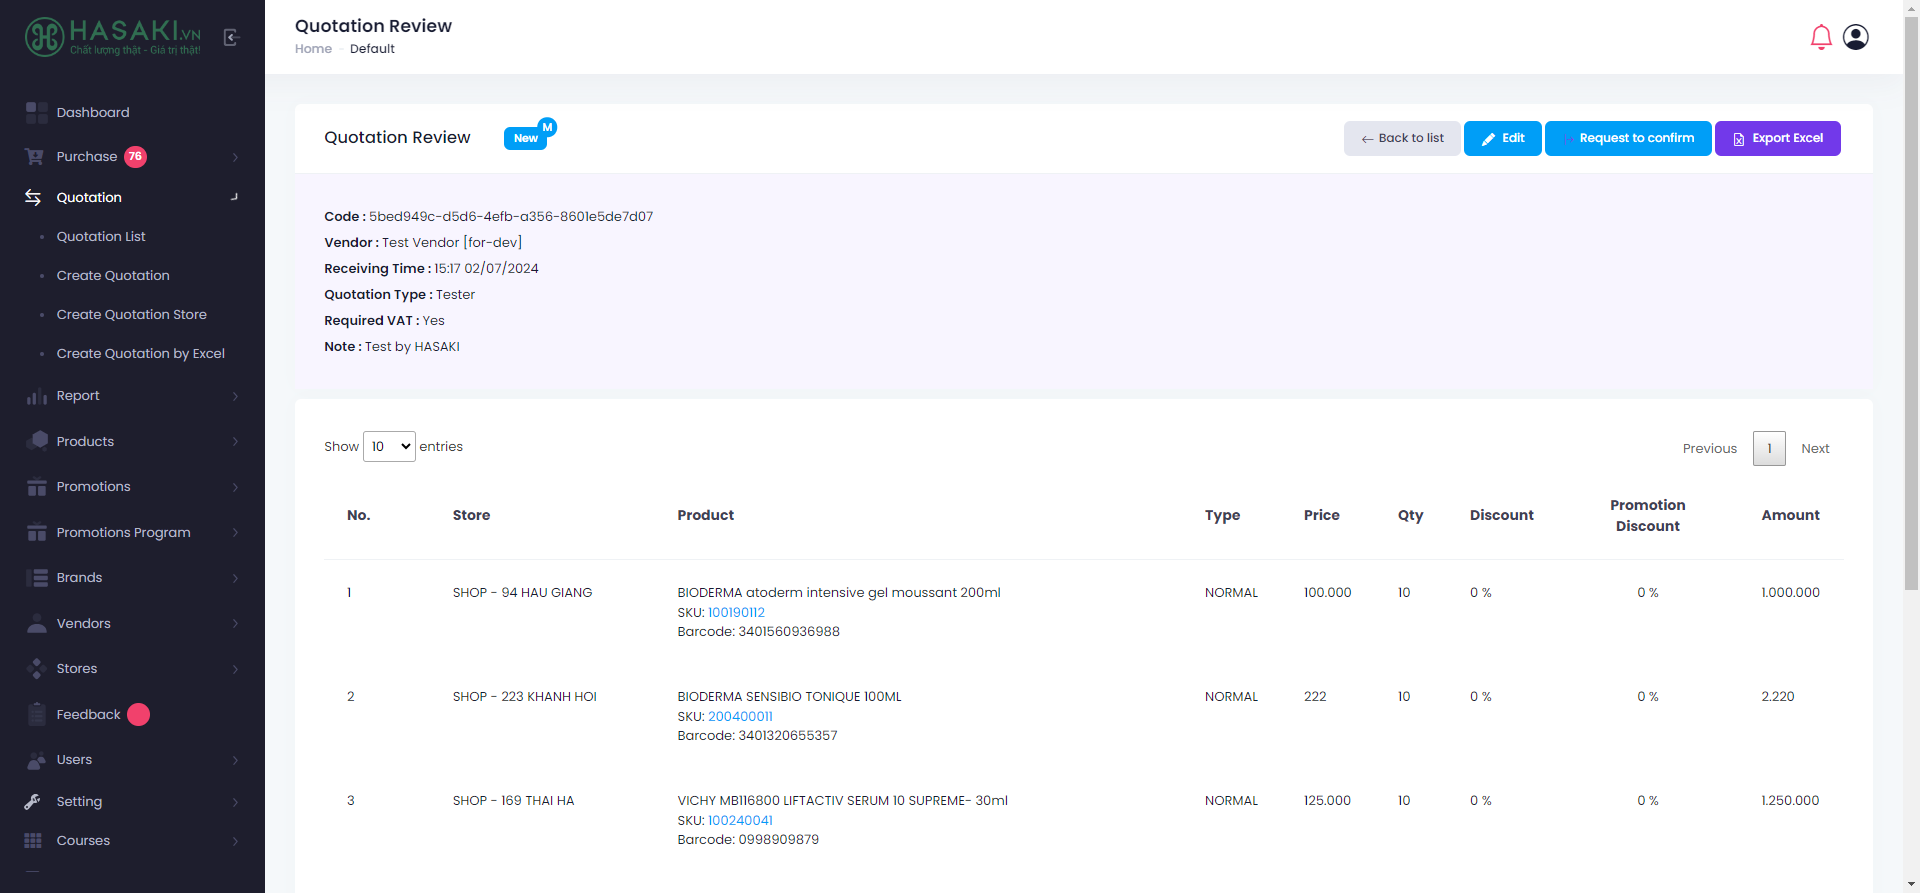 HASAKI.VN
Chất lượng thật - Giá trị thật!
Dashboard
Purchase 76
Quotation
Quotation List
Create Quotation
Create Quotation Store
Create Quotation by Excel
Report
Products
Promotions
Promotions Program
Brands
Vendors
Stores
Feedback
Users
Setting
Courses
Quotation Review
Home - Default
Quotation Review New M
← Back to list Edit Request to confirm Export Excel
Code : 5bed949c-d5d6-4efb-a356-8601e5de7d07
Vendor : Test Vendor [for-dev]
Receiving Time : 15:17 02/07/2024
Quotation Type : Tester
Required VAT : Yes
Note : Test by HASAKI
Show 10 entries
Previous 1 Next
No. Store Product Type Price Qty Discount Promotion Discount Amount
1 SHOP - 94 HAU GIANG BIODERMA atoderm intensive gel moussant 200ml NORMAL 100.000 10 0 % 0 % 1.000.000
SKU: 100190112
Barcode: 3401560936988
2 SHOP - 223 KHANH HOI BIODERMA SENSIBIO TONIQUE 100ML NORMAL 222 10 0 % 0 % 2.220
SKU: 200400011
Barcode: 3401320655357
3 SHOP - 169 THAI HA VICHY MB116800 LIFTACTIV SERUM 10 SUPREME- 30ml NORMAL 125.000 10 0 % 0 % 1.250.000
SKU: 100240041
Barcode: 0998909879